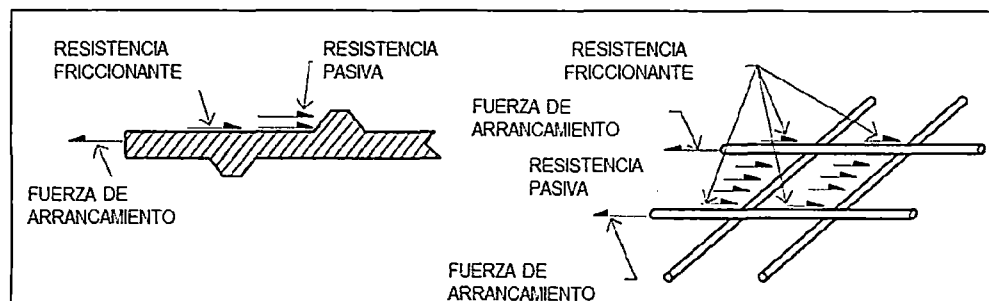 RESISTENCIA
FRICCIONANTE
RESISTENCIA
PASIVA
FUERZA DE
ARRANCAMIENTO
RESISTENCIA
FRICCIONANTE
FUERZA DE
ARRANCAMIENTO
RESISTENCIA
PASIVA
FUERZA DE
ARRANCAMIENTO